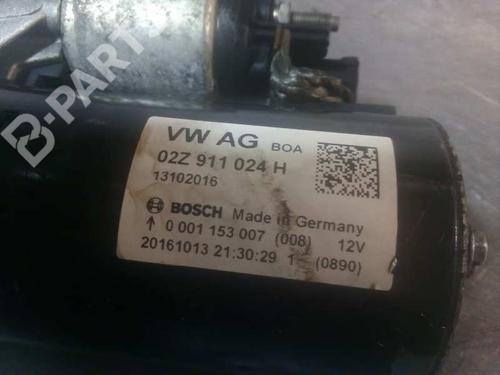 B-PARTS
VW AG BOA
02Z 911 024 H
13102016
BOSCH Made in Germany
0 001 153 007 (008) 12V
20161013 21:30:29 1 (0890)